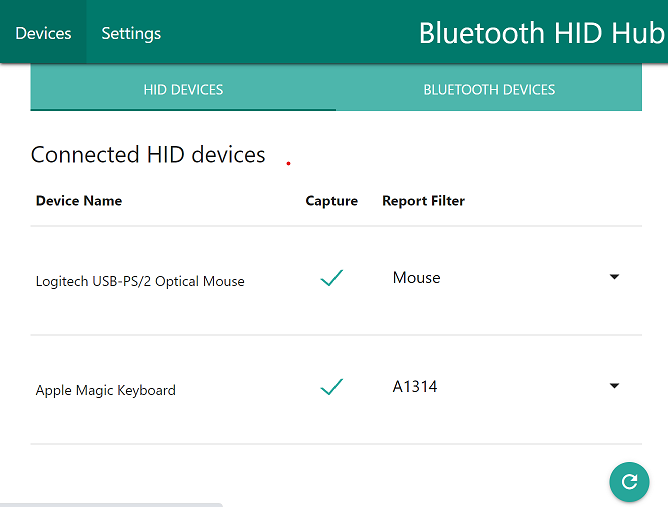 Devices Settings Bluetooth HID Hub
HID DEVICES BLUETOOTH DEVICES
Connected HID devices
Device Name Capture Report Filter
Logitech USB-PS/2 Optical Mouse Mouse
Apple Magic Keyboard A1314